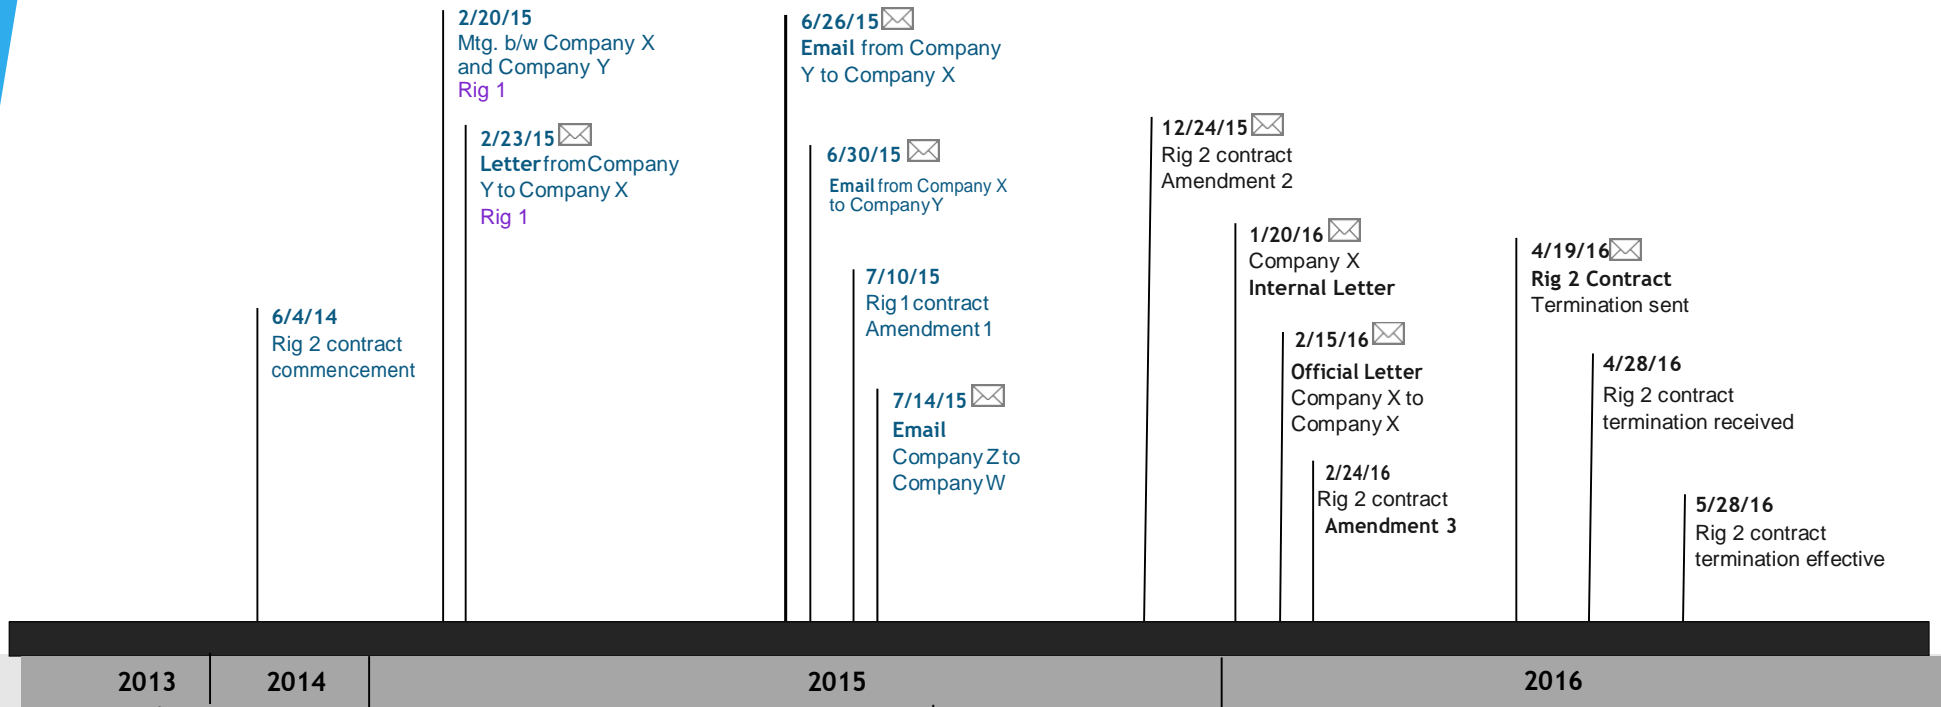 2/20/15
Mtg. b/w Company X
and Company Y
Rig 1
2/23/15
Letter from Company
Y to Company X
Rig 1
6/4/14
Rig 2 contract
commencement
6/26/15
Email from Company
Y to Company X
6/30/15
Email from Company X
to Company Y
7/10/15
Rig 1 contract
Amendment 1
7/14/15
Email
Company Z to
Company W
12/24/15
Rig 2 contract
Amendment 2
1/20/16
Company X
Internal Letter
2/15/16
Official Letter
Company X to
Company X
2/24/16
Rig 2 contract
Amendment 3
4/19/16
Rig 2 Contract
Termination sent
4/28/16
Rig 2 contract
termination received
5/28/16
Rig 2 contract
termination effective
2013 2014 2015 2016